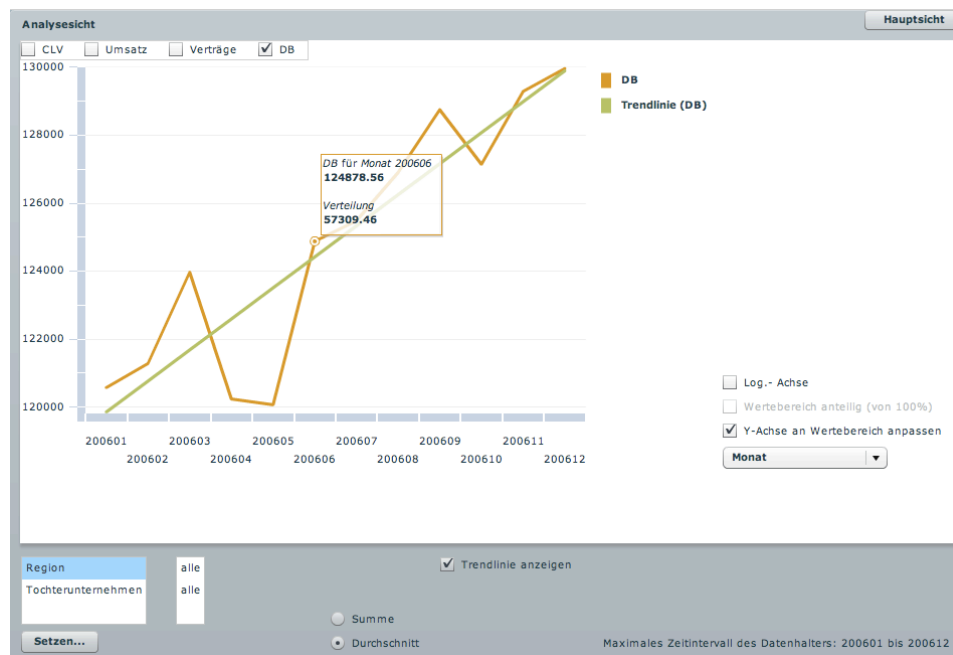 Analysesicht
Hauptsicht
CLV Umsatz Verträge DB
130000
128000
126000
124000
122000
120000
DB
Trendlinie (DB)
DB für Monat 200606
124878.56
Verteilung
57309.46
200601 200603 200605 200607 200609 200611
200602 200604 200606 200608 200610 200612
Log.- Achse
Wertebereich anteilig (von 100%)
Y-Achse an Wertebereich anpassen
Monat
Region alle
Tochterunternehmen alle
Trendlinie anzeigen
Summe
Setzen...
Durchschnitt
Maximales Zeitintervall des Datenhalters: 200601 bis 200612